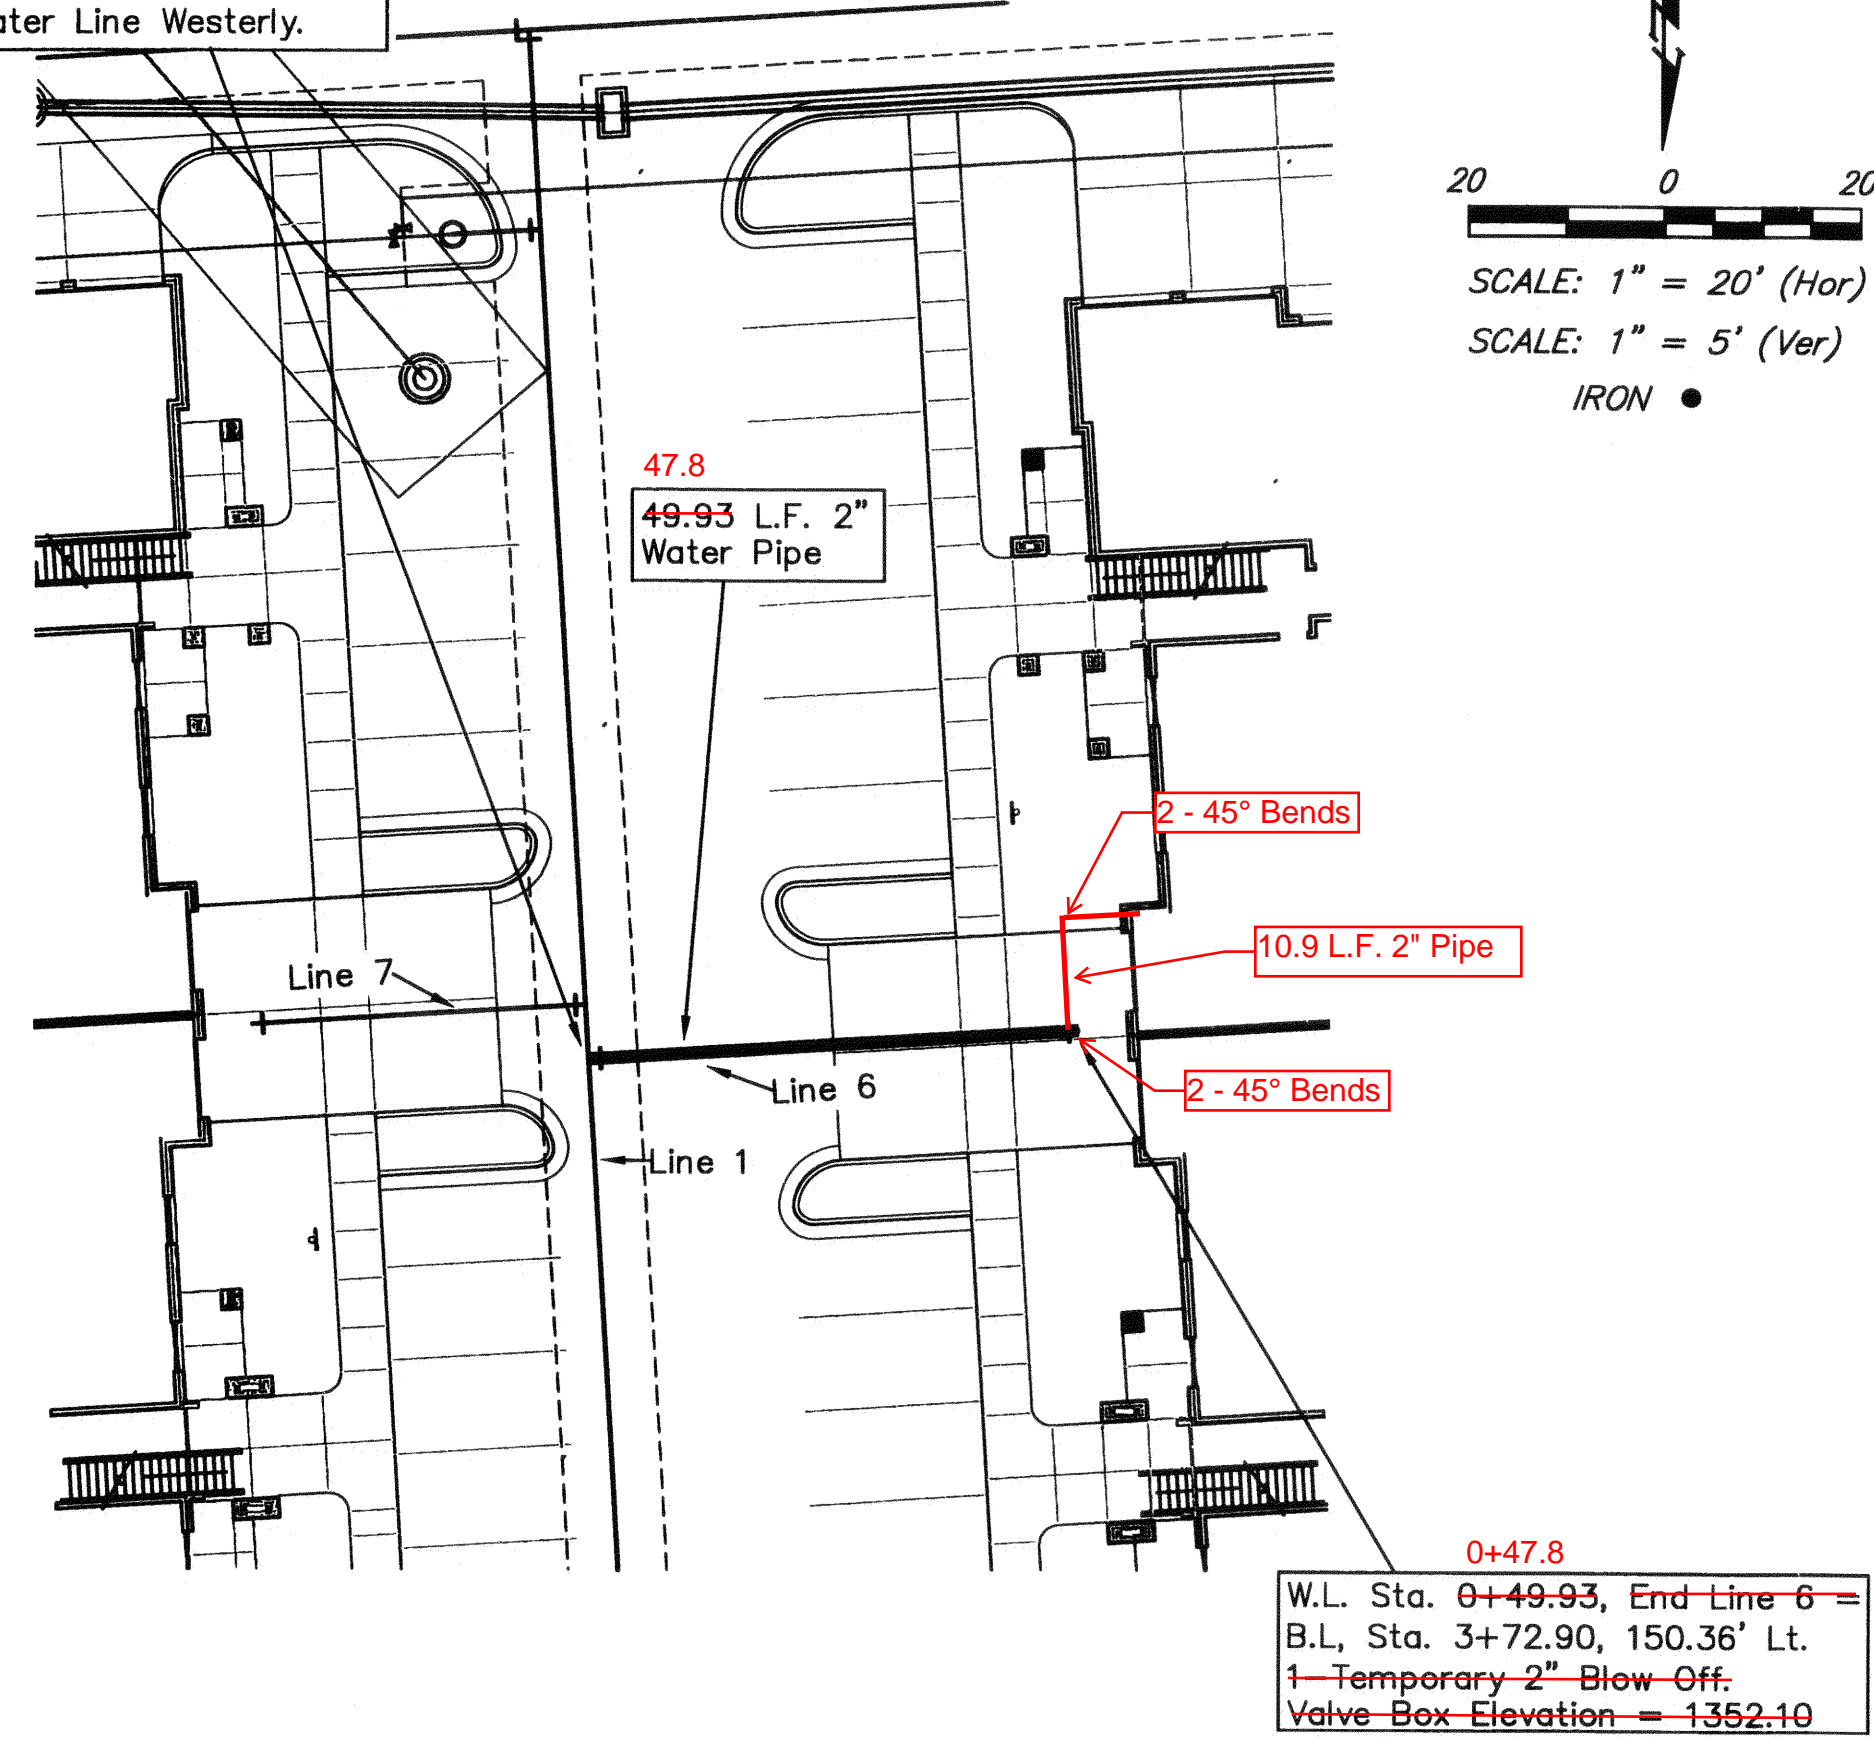 ater Line Westerly.
20 0 20
SCALE: 1" = 20' (Hor)
SCALE: 1" = 5' (Ver)
IRON
47.8
49.93 L.F. 2"
Water Pipe
2 - 45° Bends
10.9 L.F. 2" Pipe
Line 7
Line 6
2 - 45° Bends
Line 1
0+47.8
W.L. Sta. 0+49.93, End Line 6 =
B.L, Sta. 3+72.90, 150.36' Lt.
1-Temporary 2" Blow Off.
Valve Box Elevation = 1352.10